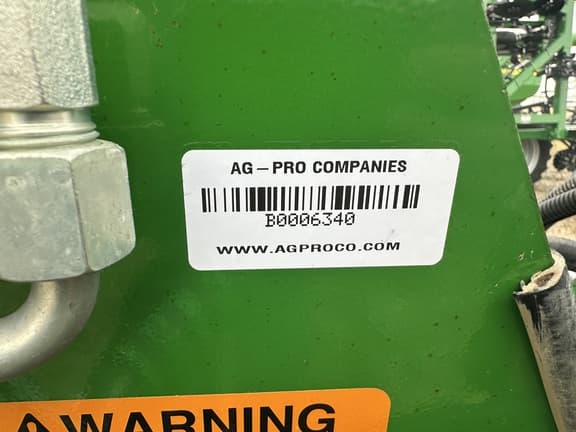 AG-PRO COMPANIES
B0006340
WWW.AGPROCO.COM
WARNING